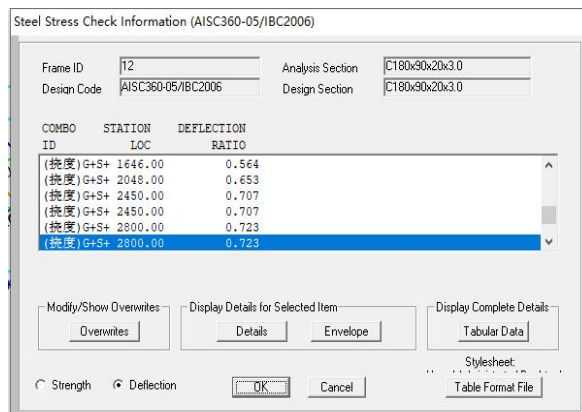 Steel Stress Check Information (AISC360-05/IBC2006)
Frame ID 12 Analysis Section C180x90x20x3.0
Design Code AISC360-05/IBC2006 Design Section C180x90x20x3.0
COMBO STATION DEFLECTION
ID LOC RATIO
(挠度)G+S+ 1646.00 0.564
(挠度)G+S+ 2048.00 0.653
(挠度)G+S+ 2450.00 0.707
(挠度)G+S+ 2450.00 0.707
(挠度)G+S+ 2800.00 0.723
(挠度)G+S+ 2800.00 0.723
Modify/Show Overwrites Display Details for Selected Item Display Complete Details
Overwrites Details Envelope Tabular Data
Stylesheet:
Strength Deflection OK Cancel Table Format File